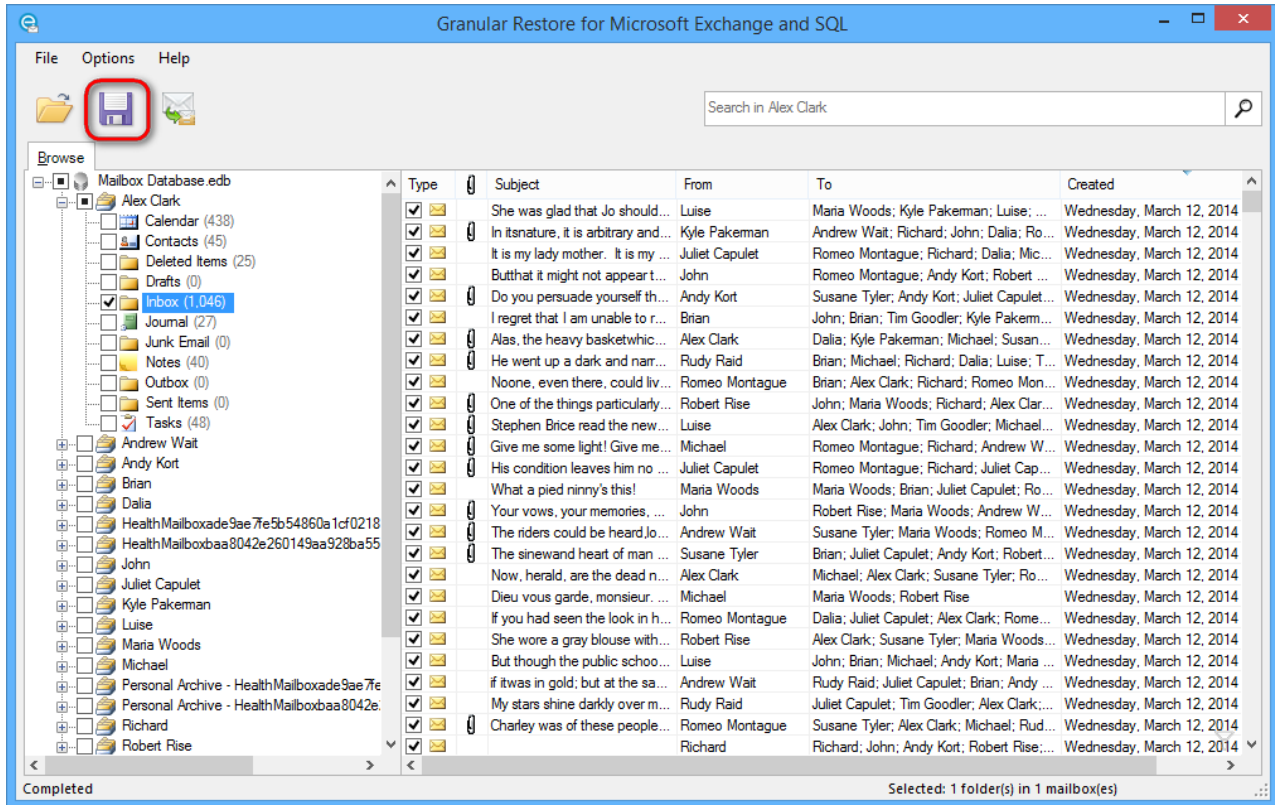 Granular Restore for Microsoft Exchange and SQL
File Options Help
Search in Alex Clark
Browse
Mailbox Database.edb
Alex Clark
Calendar (438)
Contacts (45)
Deleted Items (25)
Drafts (0)
Inbox (1,046)
Journal (27)
Junk Email (0)
Notes (40)
Outbox (0)
Sent Items (0)
Tasks (48)
Andrew Wait
Andy Kort
Brian
Dalia
HealthMailboxade9ae7fe5b54860a1cf0218
HealthMailboxbaa8042e260149aa928ba55
John
Juliet Capulet
Kyle Pakerman
Luise
Maria Woods
Michael
Personal Archive - HealthMailboxade9ae7fe
Personal Archive - HealthMailboxbaa8042e
Richard
Robert Rise
Type Subject From To Created
She was glad that Jo should... Luise Maria Woods; Kyle Pakerman; Luise; ... Wednesday, March 12, 2014
In itsnature, it is arbitrary and... Kyle Pakerman Andrew Wait; Richard; John; Dalia; Ro... Wednesday, March 12, 2014
It is my lady mother. It is my ... Juliet Capulet Romeo Montague; Richard; Dalia; Mic... Wednesday, March 12, 2014
Butthat it might not appear t... John Romeo Montague; Andy Kort; Robert ... Wednesday, March 12, 2014
Do you persuade yourself th... Andy Kort Susane Tyler; Andy Kort; Juliet Capulet... Wednesday, March 12, 2014
I regret that I am unable to r... Brian John; Brian; Tim Goodler; Kyle Pakerm... Wednesday, March 12, 2014
Alas, the heavy basketwhic... Alex Clark Dalia; Kyle Pakerman; Michael; Susan... Wednesday, March 12, 2014
He went up a dark and narr... Rudy Raid Brian; Michael; Richard; Dalia; Luise; T... Wednesday, March 12, 2014
Noone, even there, could liv... Romeo Montague Brian; Alex Clark; Richard; Romeo Mon... Wednesday, March 12, 2014
One of the things particularly... Robert Rise John; Maria Woods; Richard; Alex Clar... Wednesday, March 12, 2014
Stephen Brice read the new... Luise Alex Clark; John; Tim Goodler; Michael... Wednesday, March 12, 2014
Give me some light! Give me... Michael Romeo Montague; Richard; Andrew W... Wednesday, March 12, 2014
His condition leaves him no ... Juliet Capulet Romeo Montague; Richard; Juliet Cap... Wednesday, March 12, 2014
What a pied ninny's this! Maria Woods Maria Woods; Brian; Juliet Capulet; Ro... Wednesday, March 12, 2014
Your vows, your memories, ... John Robert Rise; Maria Woods; Andrew W... Wednesday, March 12, 2014
The riders could be heard,lo... Andrew Wait Susane Tyler; Maria Woods; Romeo M... Wednesday, March 12, 2014
The sinewand heart of man ... Susane Tyler Brian; Juliet Capulet; Andy Kort; Robert... Wednesday, March 12, 2014
Now, herald, are the dead n... Alex Clark Michael; Alex Clark; Susane Tyler; Ro... Wednesday, March 12, 2014
Dieu vous garde, monsieur. ... Michael Maria Woods; Robert Rise Wednesday, March 12, 2014
If you had seen the look in h... Romeo Montague Dalia; Juliet Capulet; Alex Clark; Rome... Wednesday, March 12, 2014
She wore a gray blouse with... Robert Rise Alex Clark; Susane Tyler; Maria Woods... Wednesday, March 12, 2014
But though the public schoo... Luise John; Brian; Michael; Andy Kort; Maria ... Wednesday, March 12, 2014
if itwas in gold; but at the sa... Andrew Wait Rudy Raid; Juliet Capulet; Brian; Andy ... Wednesday, March 12, 2014
My stars shine darkly over m... Rudy Raid Juliet Capulet; Tim Goodler; Alex Clark;... Wednesday, March 12, 2014
Charley was of these people... Romeo Montague Susane Tyler; Alex Clark; Michael; Rud... Wednesday, March 12, 2014
Richard Richard; John; Andy Kort; Robert Rise;... Wednesday, March 12, 2014
Completed Selected: 1 folder(s) in 1 mailbox(es)